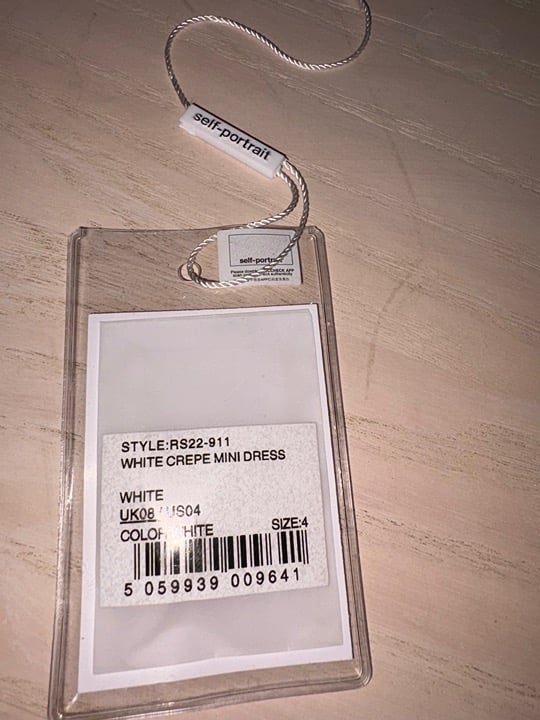 self-portrait
self-portrait
STYLE:RS22-911
WHITE CREPE MINI DRESS
WHITE
UK08 / US04
COLOR WHITE
SIZE:4
5 059939 009641